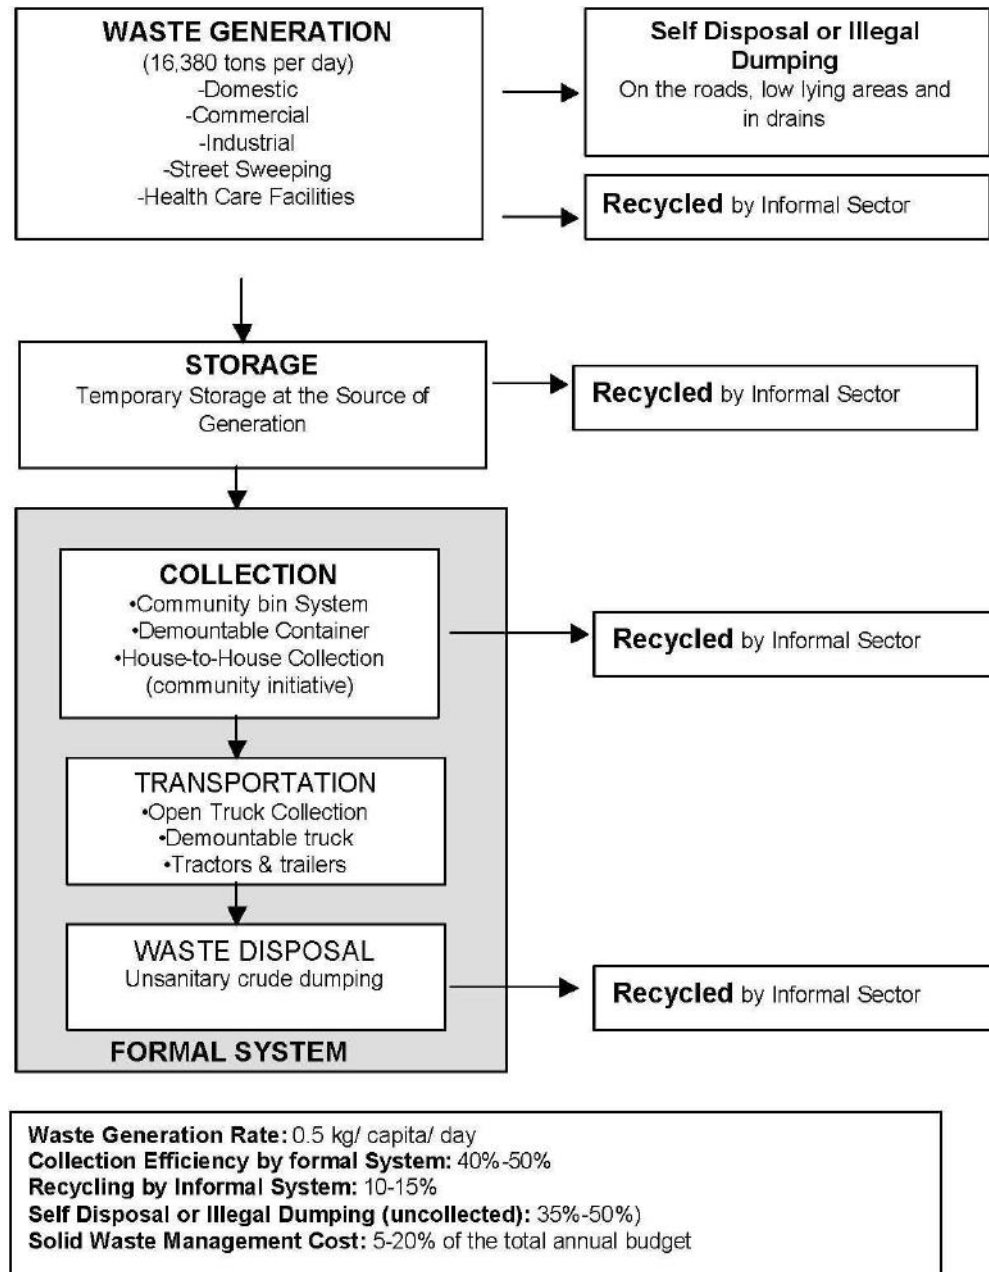 WASTE GENERATION
(16,380 tons per day)
-Domestic
-Commercial
-Industrial
-Street Sweeping
-Health Care Facilities
Self Disposal or Illegal
Dumping
On the roads, low lying areas and
in drains
Recycled by Informal Sector
STORAGE
Temporary Storage at the Source of
Generation
Recycled by Informal Sector
COLLECTION
•Community bin System
•Demountable Container
•House-to-House Collection
(community initiative)
Recycled by Informal Sector
TRANSPORTATION
•Open Truck Collection
•Demountable truck
•Tractors & trailers
WASTE DISPOSAL
Unsanitary crude dumping
Recycled by Informal Sector
FORMAL SYSTEM
Waste Generation Rate: 0.5 kg/ capita/ day
Collection Efficiency by formal System: 40%-50%
Recycling by Informal System: 10-15%
Self Disposal or Illegal Dumping (uncollected): 35%-50%)
Solid Waste Management Cost: 5-20% of the total annual budget